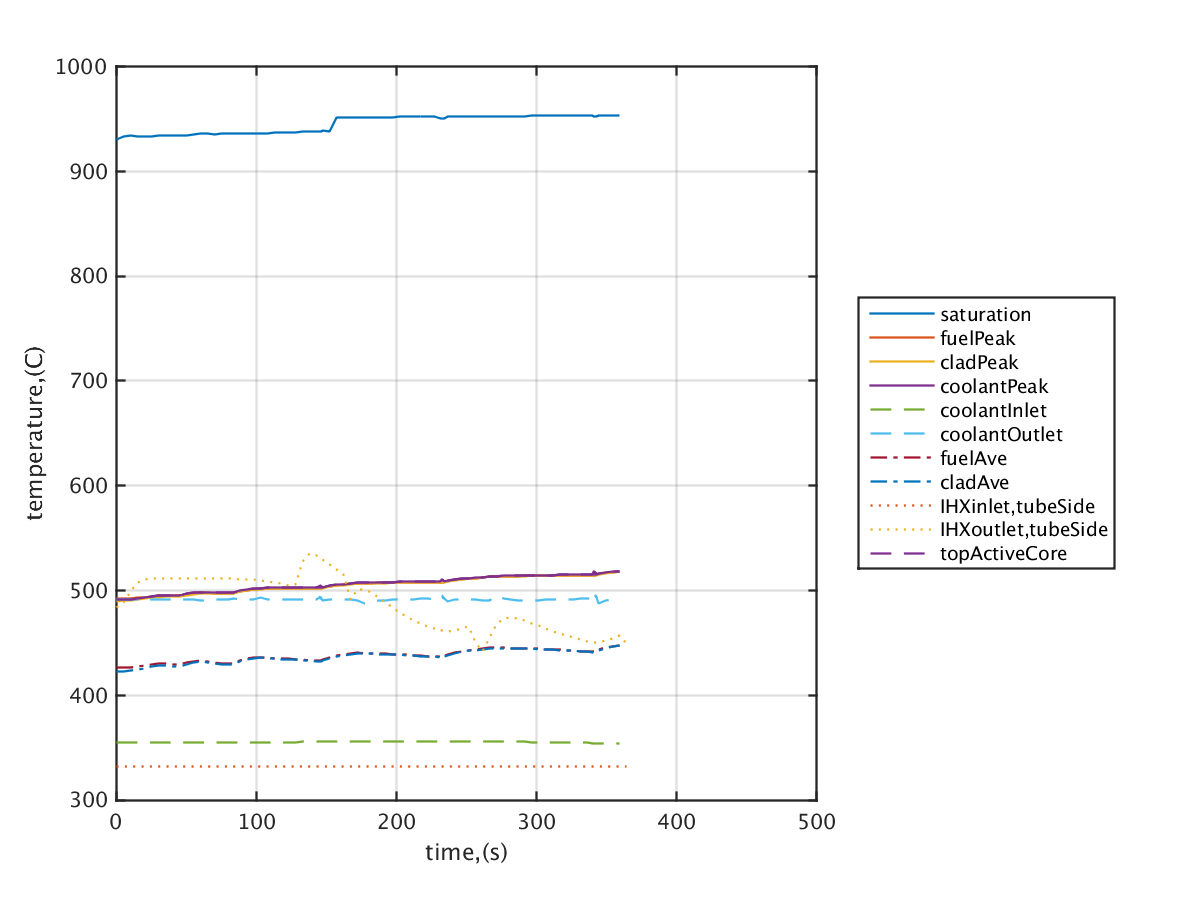 1000
900
800
700
600
500
400
300
temperature,(C)
0
100
200
300
400
500
time,(s)
saturation
fuelPeak
cladPeak
coolantPeak
coolantInlet
coolantOutlet
fuelAve
cladAve
IHXinlet,tubeSide
IHXoutlet,tubeSide
topActiveCore